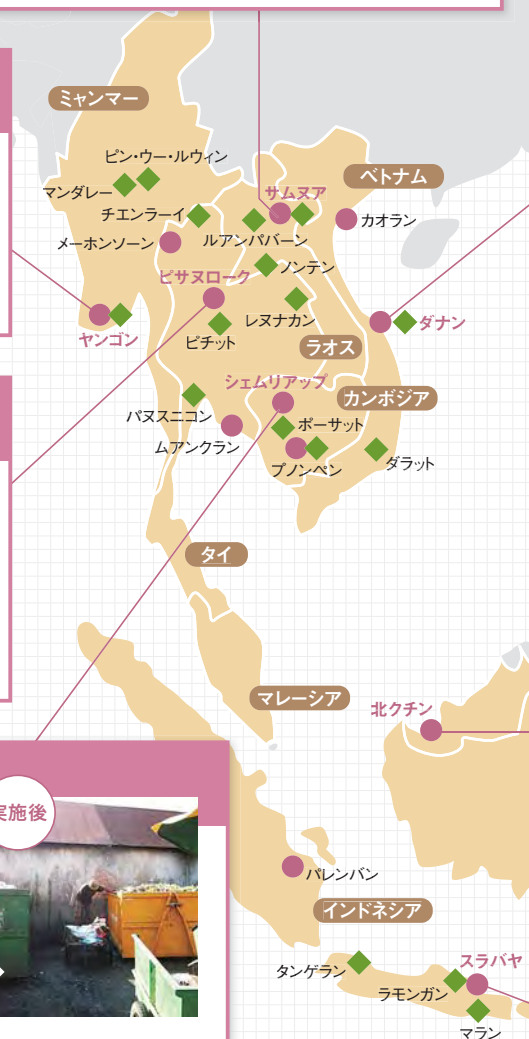 ミャンマー
ピン・ウー・ルウィン
ベトナム
マンダレー
サムヌア
チエンラーイ
カオラン
メーホンソーン
ルアンパバーン
ノンテン
ピサヌローク
レヌナカン
ダナン
ヤンゴン
ピチット
ラオス
シェムリアップ
カンボジア
パヌスニコン
ポーサット
ムアンクラン
プノンペン
ダラット
タイ
マレーシア
北クチン
実施後
パレンバン
インドネシア
タンゲラン
スラバヤ
ラモンガン
マラン